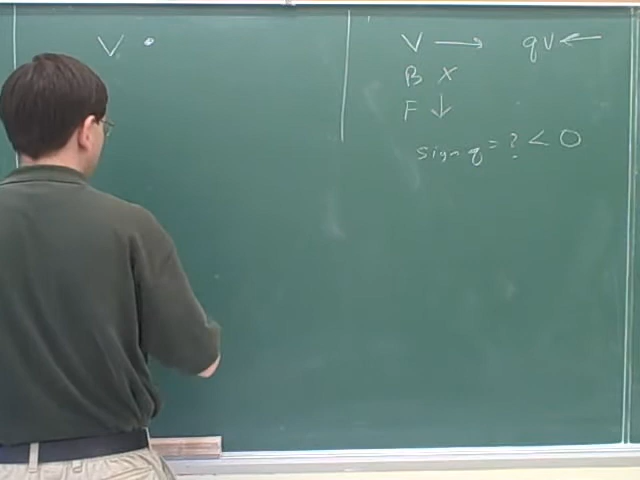 V •
V → qV ←
B ×
F ↓
sign q = ? < 0